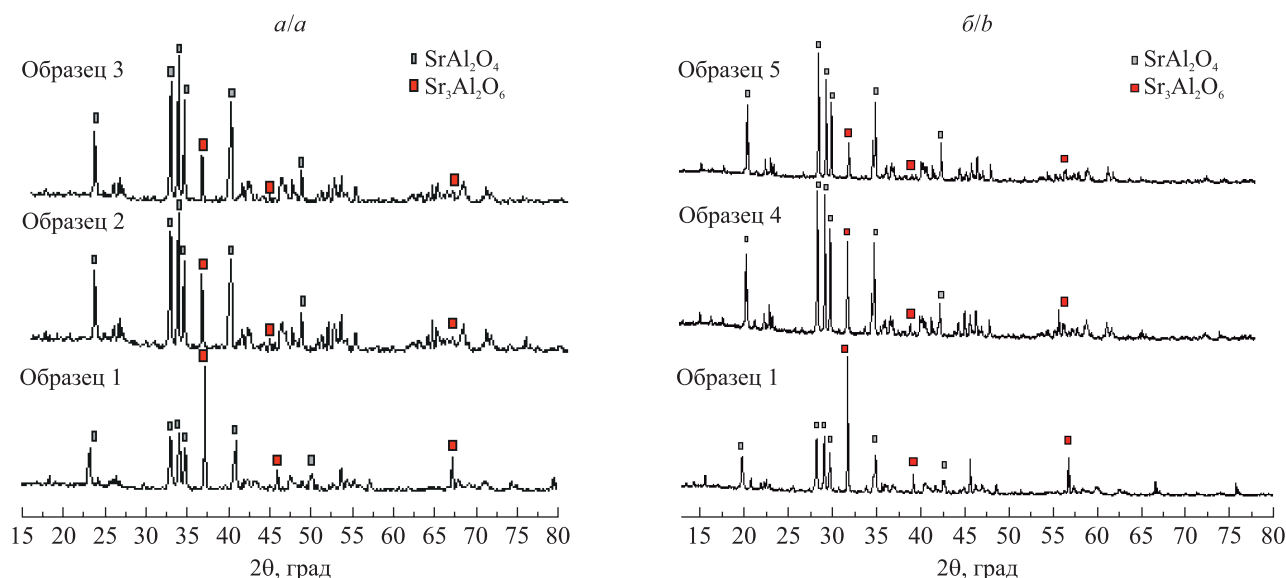 a/a
SrAl₂O₄
Sr₃Al₂O₆
Образец 3
Образец 2
Образец 1
15 20 25 30 35 40 45 50 55 60 65 70 75 80
2θ, град
б/b
SrAl₂O₄
Sr₃Al₂O₆
Образец 5
Образец 4
Образец 1
15 20 25 30 35 40 45 50 55 60 65 70 75 80
2θ, град